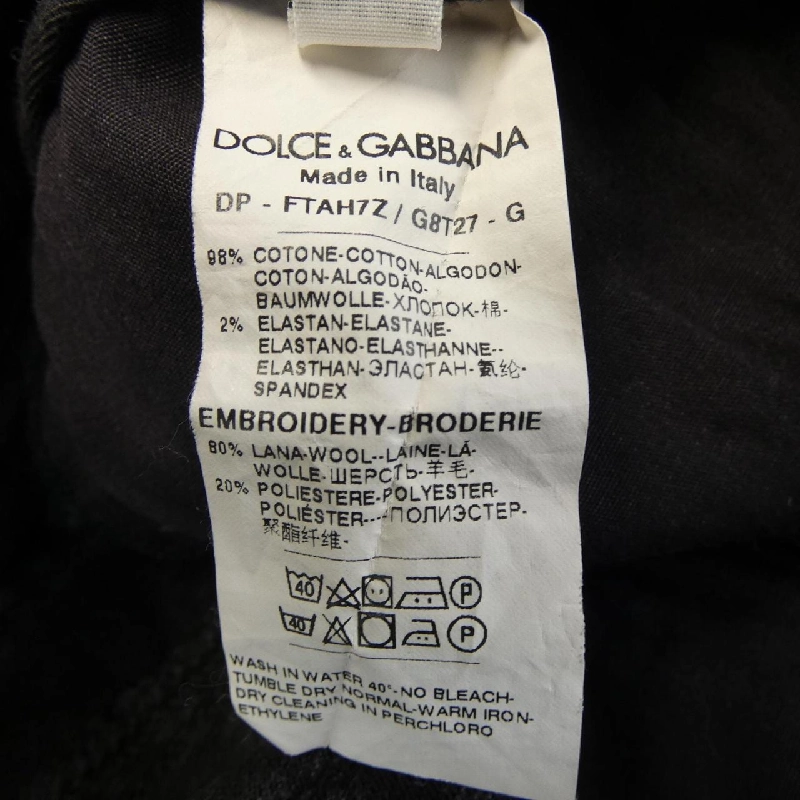 DOLCE & GABBANA
Made in Italy
DP - FTAH7Z / G8T27 - G
98% COTONE-COTTON-ALGODON-
COTON-ALGODÃO-
BAUMWOLLE-ХЛОПОК-棉-
2% ELASTAN-ELASTANE-
ELASTANO-ELASTHANNE--
ELASTHAN-ЭЛАСТАН-氨纶-
SPANDEX
EMBROIDERY-BRODERIE
80% LANA-WOOL--LAINE-LÃ-
WOLLE-ШЕРСТЬ-羊毛-
20% POLIESTERE-POLYESTER-
POLIÉSTER---ПОЛИЭСТЕР-
聚酯纤维-
40 P
40 P
WASH IN WATER 40°-NO BLEACH-
TUMBLE DRY NORMAL-WARM IRON-
DRY CLEANING IN PERCHLORO
ETHYLENE